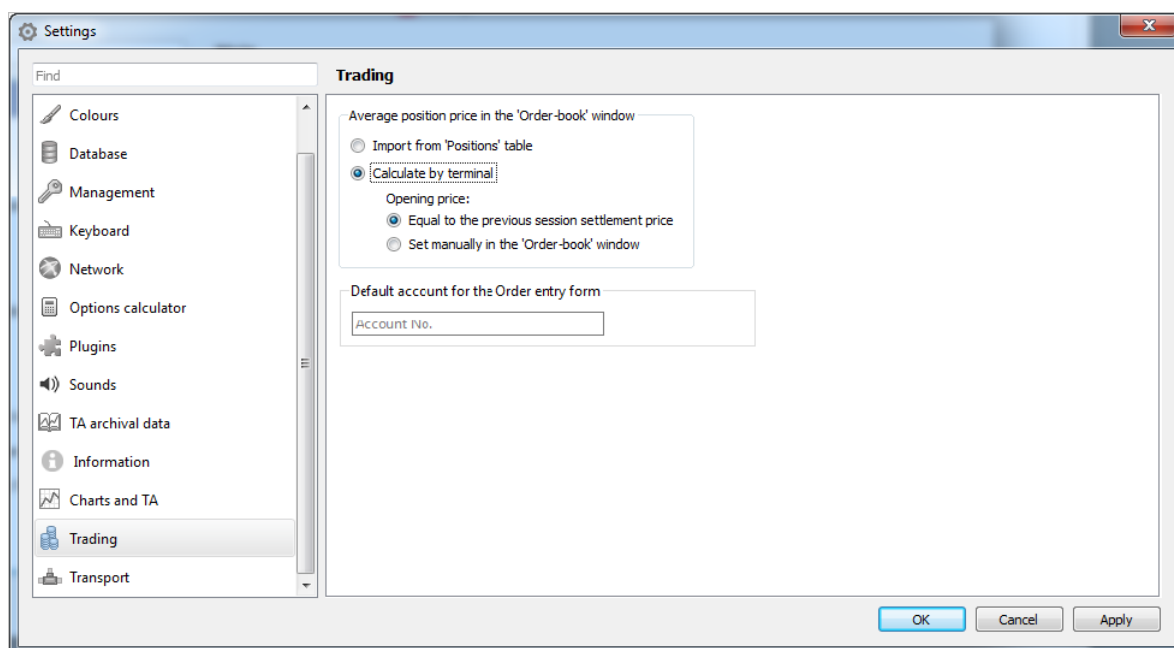 Settings
Find
Colours
Database
Management
Keyboard
Network
Options calculator
Plugins
Sounds
TA archival data
Information
Charts and TA
Trading
Transport
Trading
Average position price in the 'Order-book' window
Import from 'Positions' table
Calculate by terminal
Opening price:
Equal to the previous session settlement price
Set manually in the 'Order-book' window
Default account for the Order entry form
Account No.
OK
Cancel
Apply